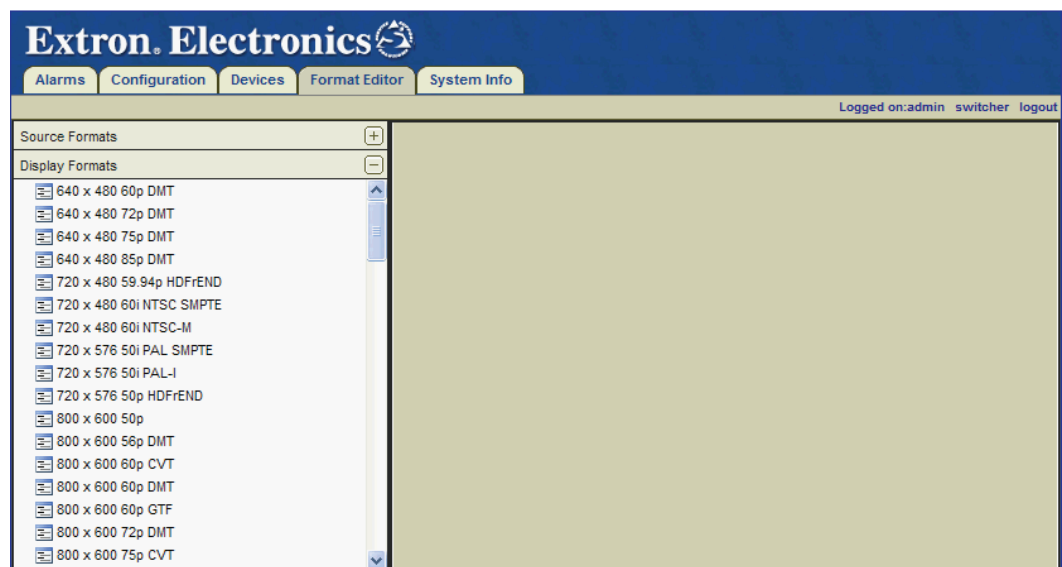 Extron. Electronics
Alarms Configuration Devices Format Editor System Info
Logged on:admin switcher logout
Source Formats
Display Formats
640 x 480 60p DMT
640 x 480 72p DMT
640 x 480 75p DMT
640 x 480 85p DMT
720 x 480 59.94p HDFrEND
720 x 480 60i NTSC SMPTE
720 x 480 60i NTSC-M
720 x 576 50i PAL SMPTE
720 x 576 50i PAL-I
720 x 576 50p HDFrEND
800 x 600 50p
800 x 600 56p DMT
800 x 600 60p CVT
800 x 600 60p DMT
800 x 600 60p GTF
800 x 600 72p DMT
800 x 600 75p CVT